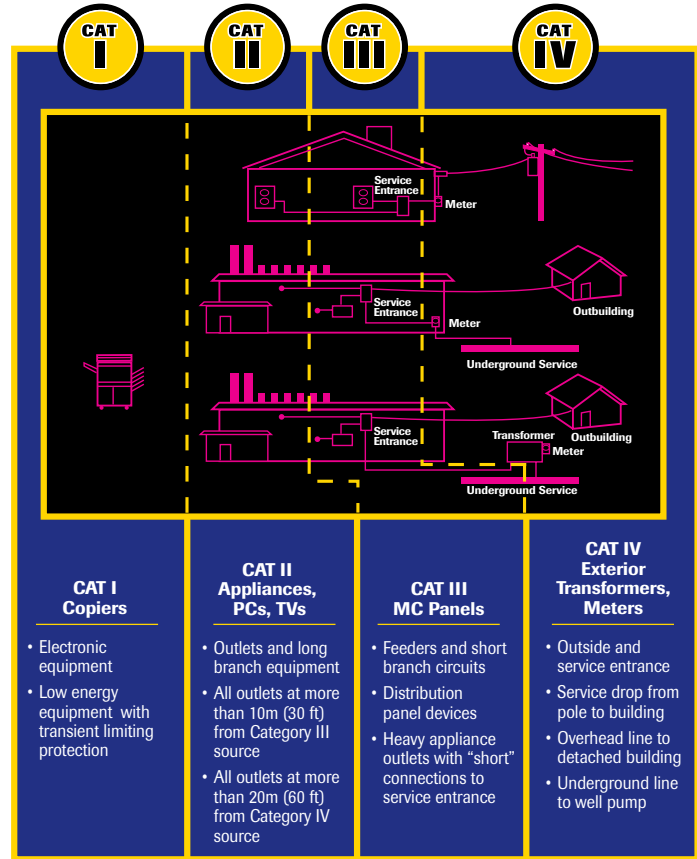 CAT
I
CAT
II
CAT
III
CAT
IV
Service
Entrance
Meter
Service
Entrance
Meter
Outbuilding
Underground Service
Service
Entrance
Transformer
Outbuilding
Meter
Underground Service
CAT I
Copiers
• Electronic
equipment
• Low energy
equipment with
transient limiting
protection
CAT II
Appliances,
PCs, TVs
• Outlets and long
branch equipment
• All outlets at more
than 10m (30 ft)
from Category III
source
• All outlets at more
than 20m (60 ft)
from Category IV
source
CAT III
MC Panels
• Feeders and short
branch circuits
• Distribution
panel devices
• Heavy appliance
outlets with “short”
connections to
service entrance
CAT IV
Exterior
Transformers,
Meters
• Outside and
service entrance
• Service drop from
pole to building
• Overhead line to
detached building
• Underground line
to well pump